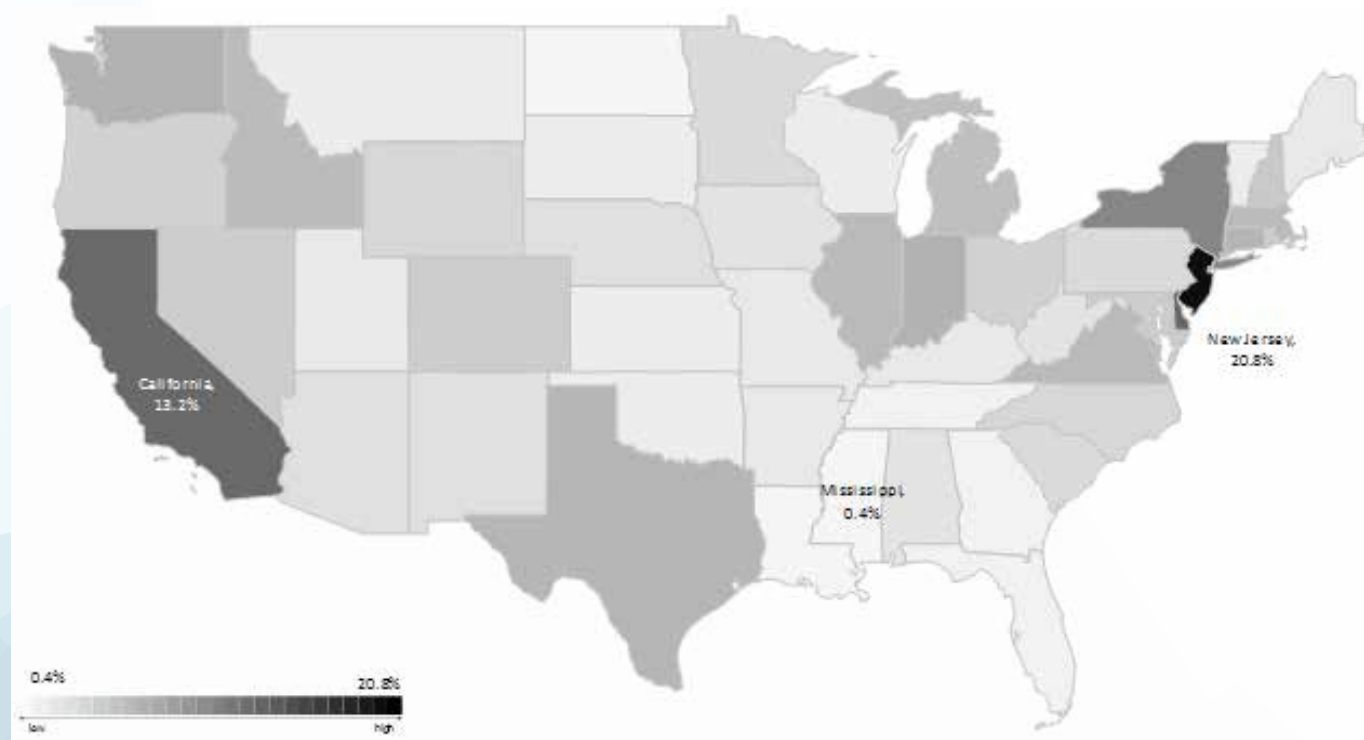 California,
13.2%
New Jersey,
20.8%
Mississippi,
0.4%
0.4%
20.8%
low
high